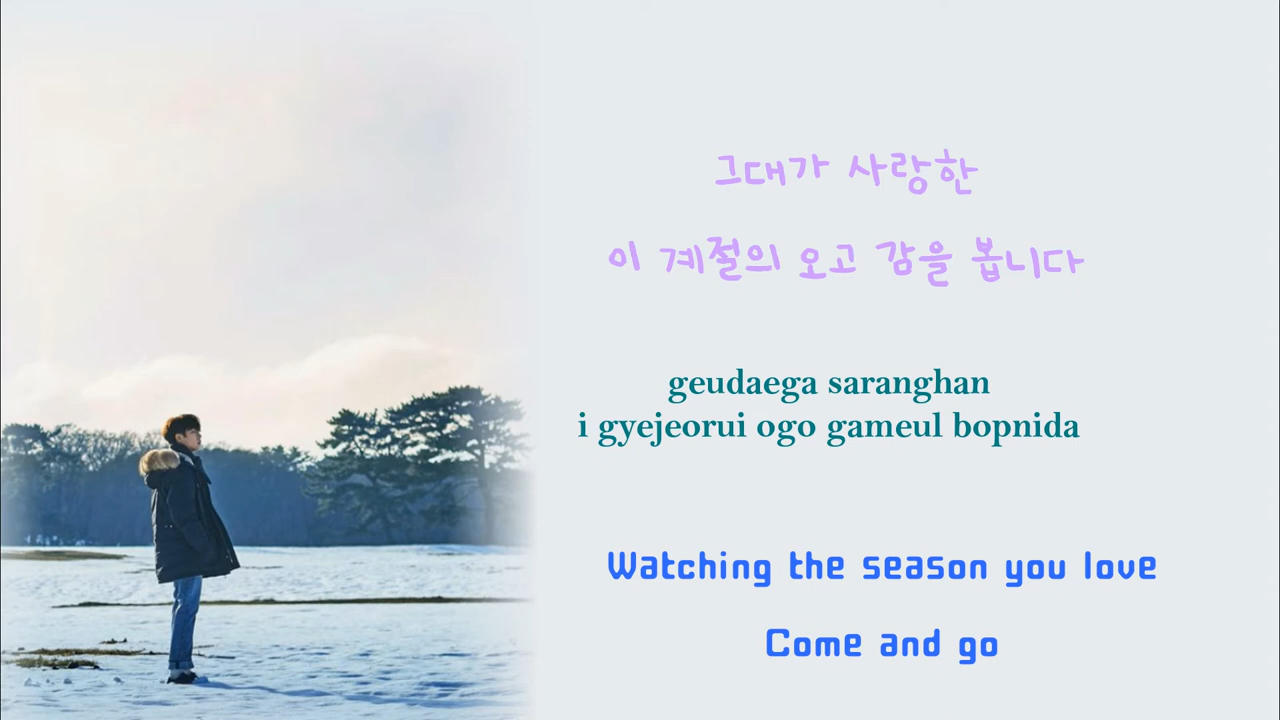 그대가 사랑한
이 계절의 오고 감을 봅니다
geudaega saranghan
i gyejeorui ogo gameul bopnida
Watching the season you love
Come and go